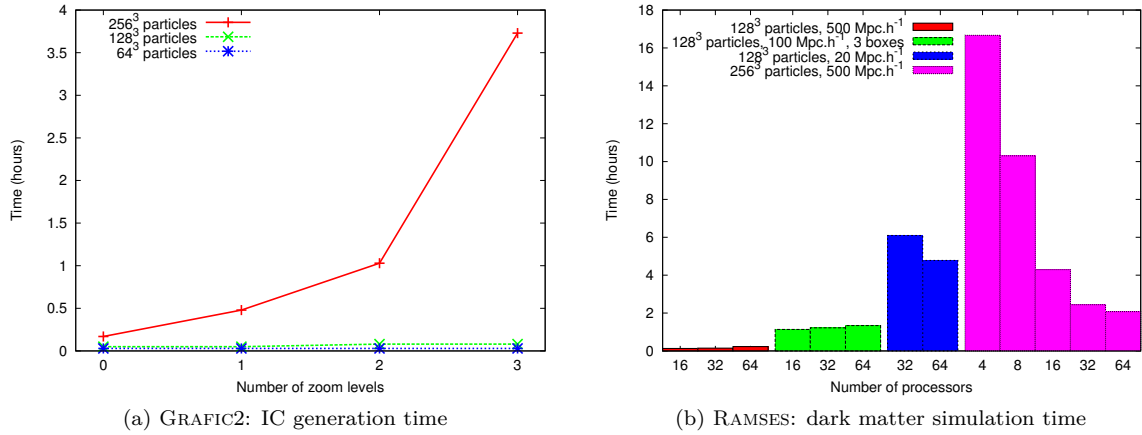 256³ particles
128³ particles
64³ particles
4
3.5
3
2.5
2
1.5
1
0.5
0
Time (hours)
0 1 2 3
Number of zoom levels
(a) GRAFIC2: IC generation time
128³ particles, 500 Mpc.h⁻¹
128³ particles, 100 Mpc.h⁻¹, 3 boxes
128³ particles, 20 Mpc.h⁻¹
256³ particles, 500 Mpc.h⁻¹
18
16
14
12
10
8
6
4
2
0
Time (hours)
16 32 64 16 32 64 32 64 4 8 16 32 64
Number of processors
(b) RAMSES: dark matter simulation time